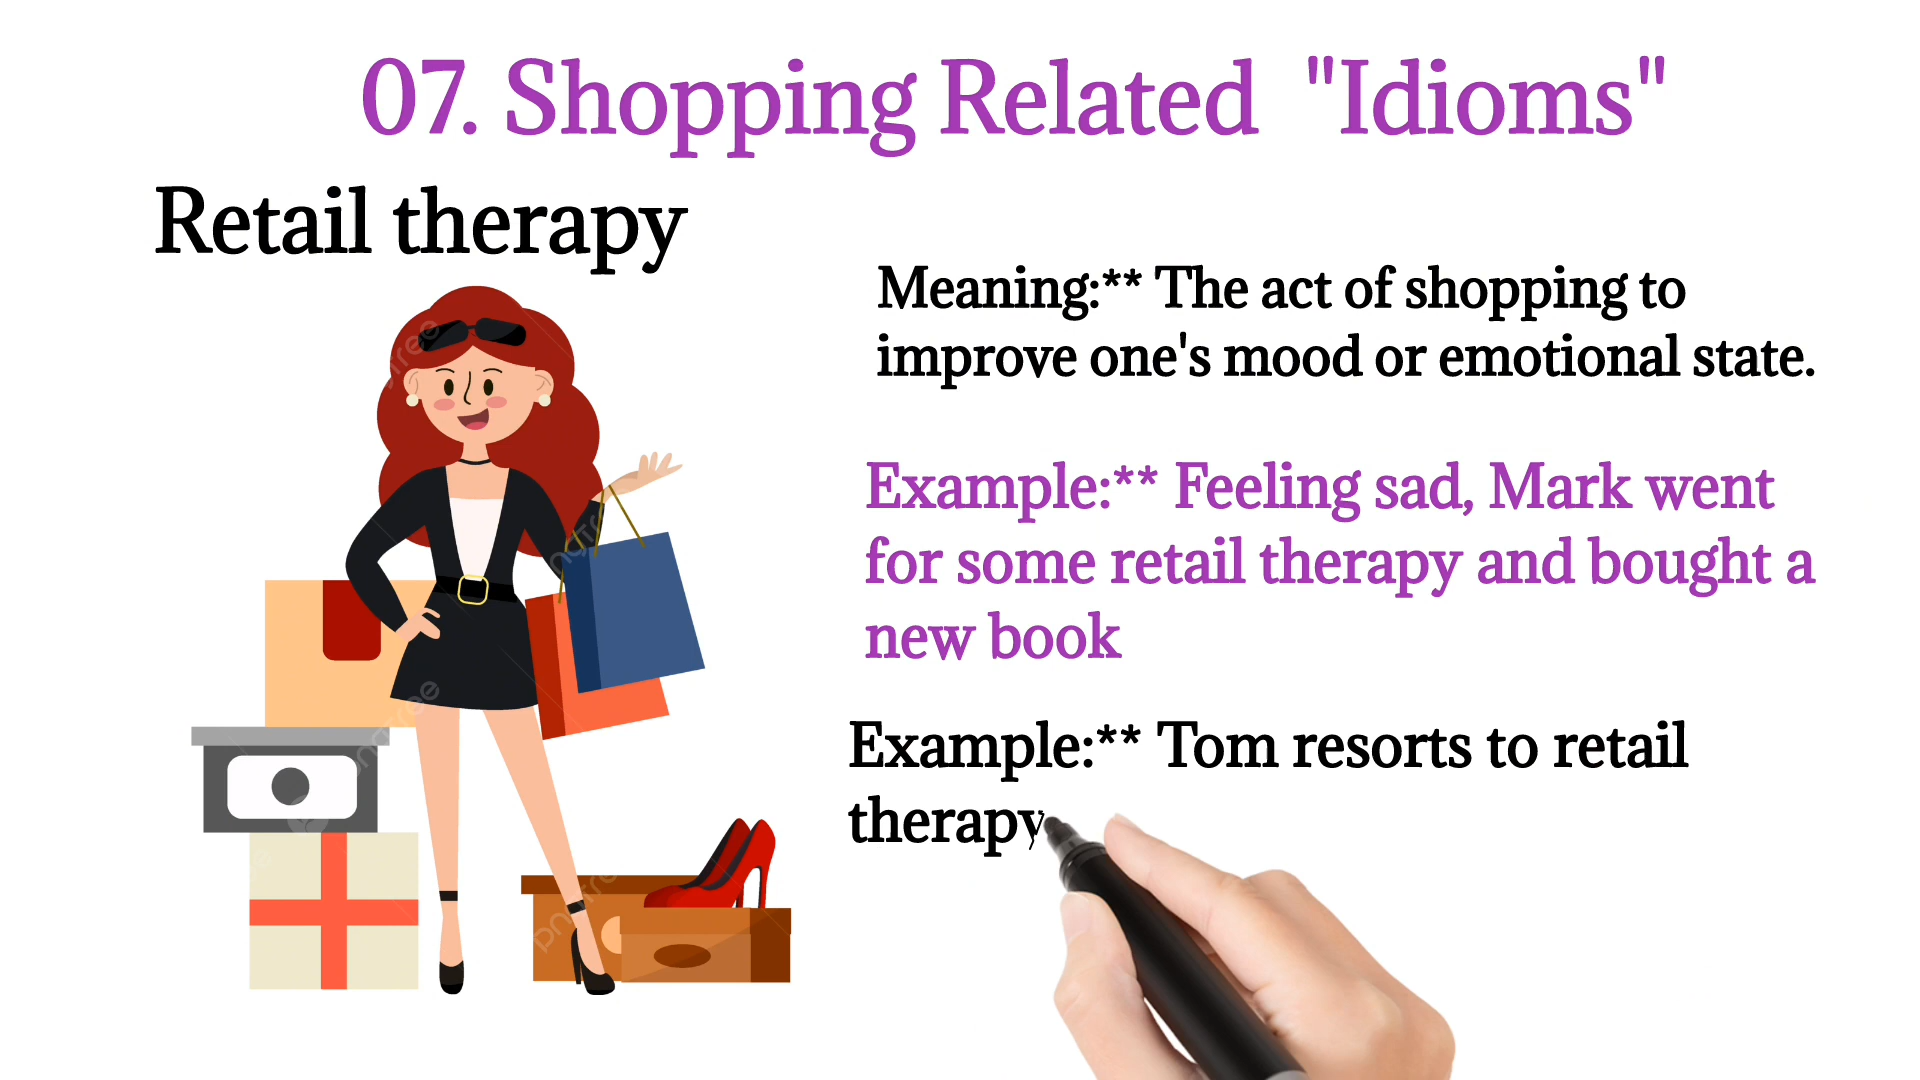 07. Shopping Related "Idioms"
Retail therapy
Meaning:** The act of shopping to
improve one's mood or emotional state.
Example:** Feeling sad, Mark went
for some retail therapy and bought a
new book
Example:** Tom resorts to retail
therapy